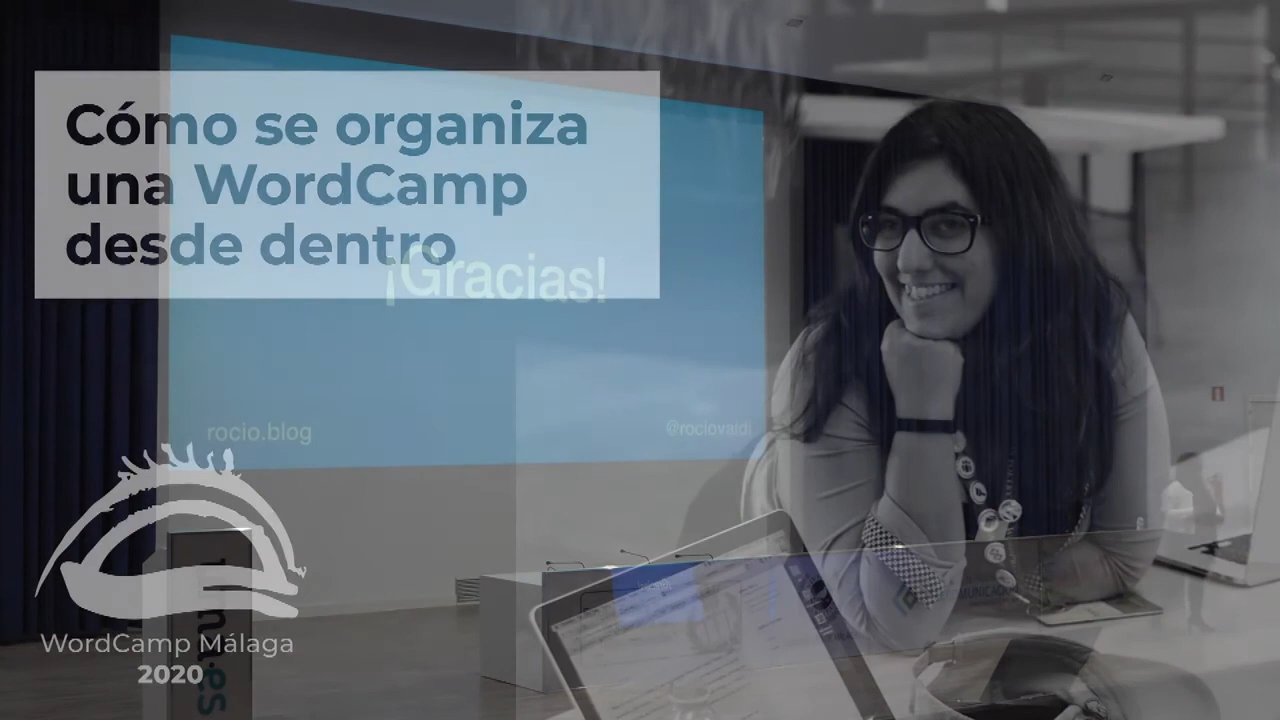 Cómo se organiza
una WordCamp
desde dentro
¡Gracias!
rocio.blog
@rociovaldi
WordCamp Málaga
2020